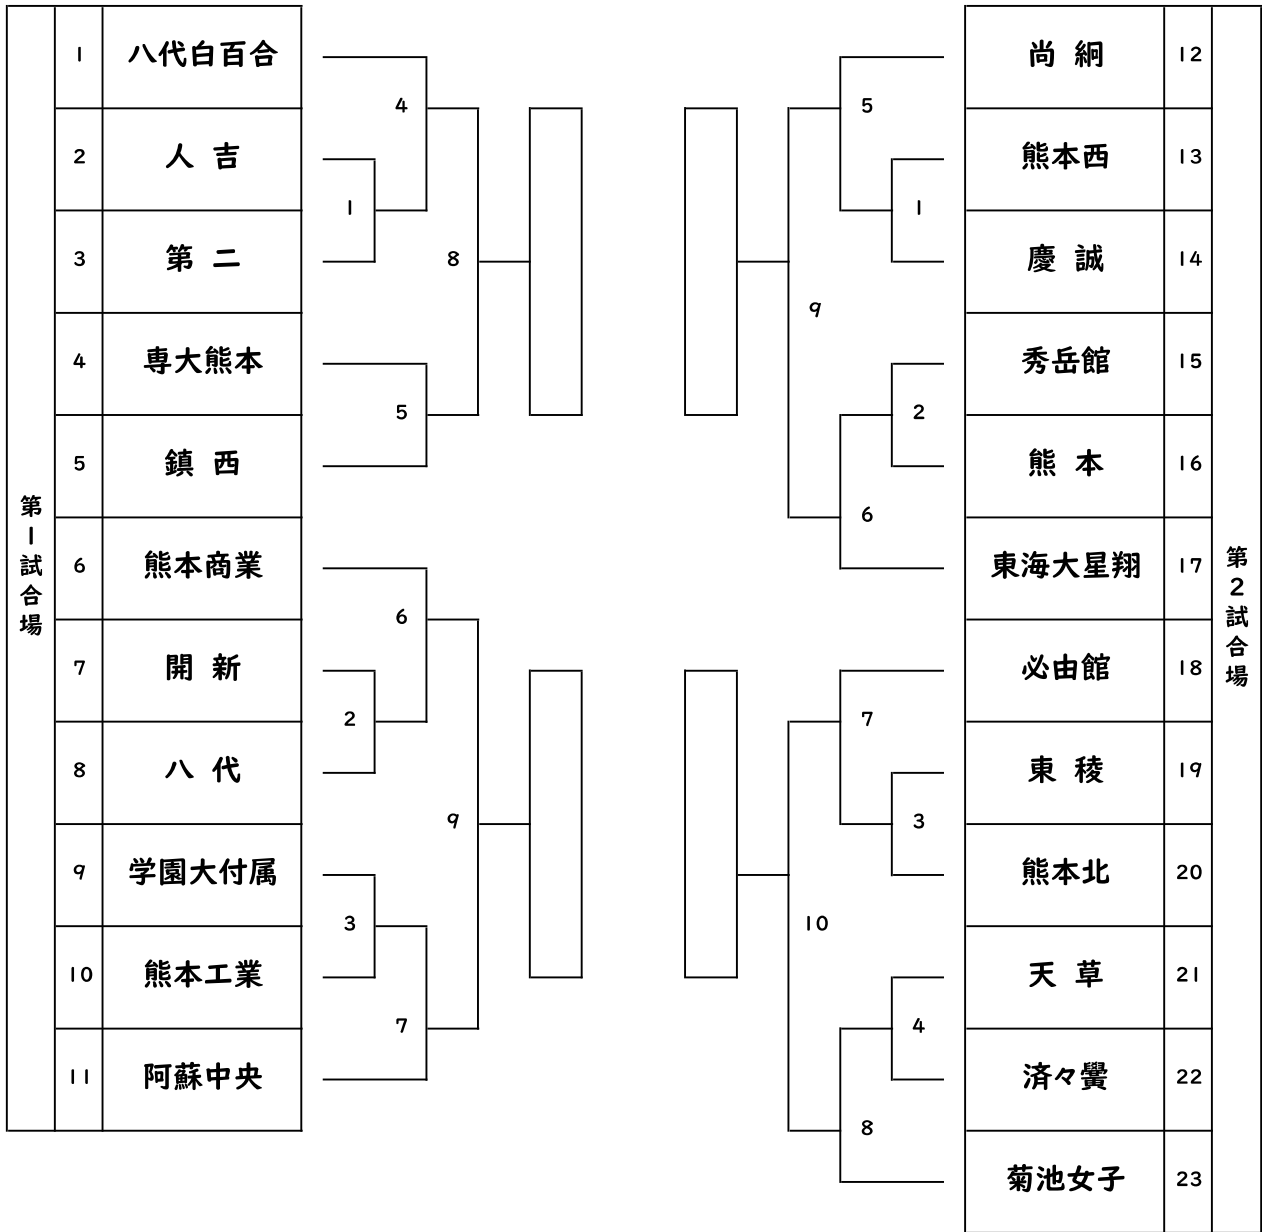 第1試合場
1 八代白百合
2 人 吉
3 第 二
4 専大熊本
5 鎮 西
6 熊本商業
7 開 新
8 八 代
9 学園大付属
10 熊本工業
11 阿蘇中央
4
1
8
5
6
2
9
3
7
5
1
9
2
6
7
3
10
4
8
尚 絅 12
熊本西 13
慶 誠 14
秀岳館 15
熊 本 16
東海大星翔 17
必由館 18
東 稜 19
熊本北 20
天 草 21
済々黌 22
菊池女子 23
第2試合場